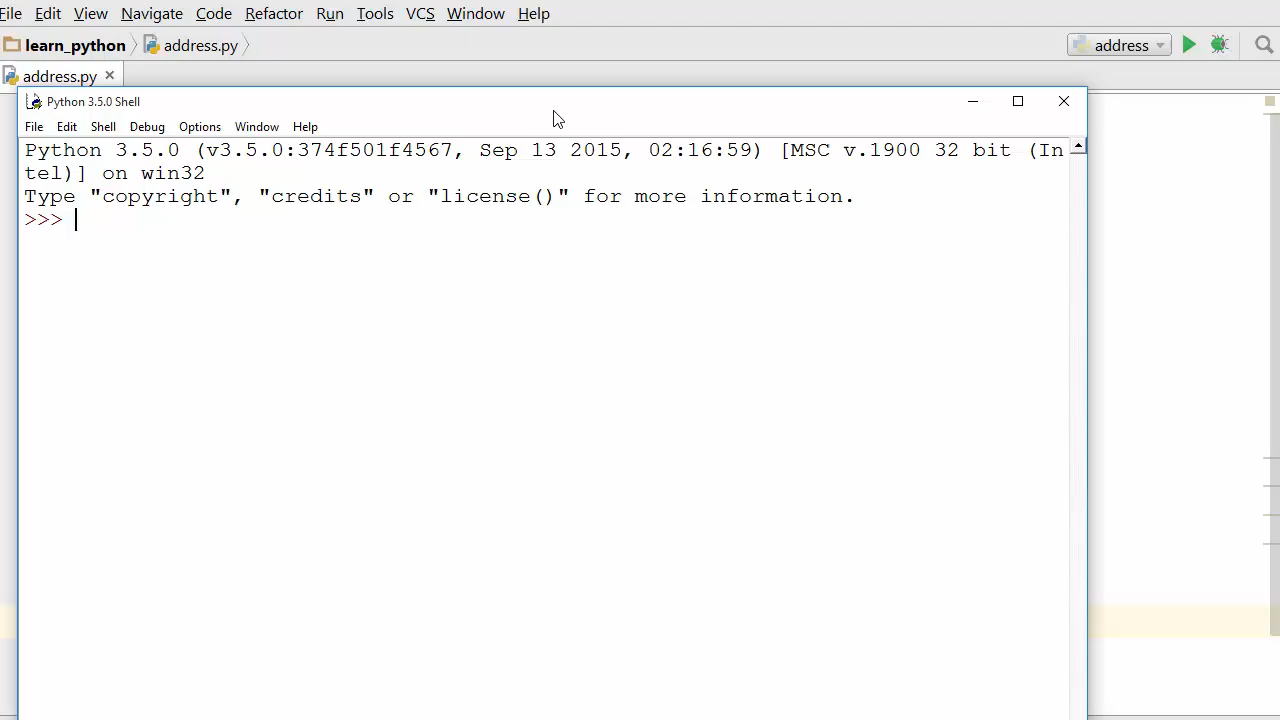 File Edit View Navigate Code Refactor Run Tools VCS Window Help
learn_python address.py address
address.py
Python 3.5.0 Shell
File Edit Shell Debug Options Window Help
Python 3.5.0 (v3.5.0:374f501f4567, Sep 13 2015, 02:16:59) [MSC v.1900 32 bit (In
tel)] on win32
Type "copyright", "credits" or "license()" for more information.
>>>